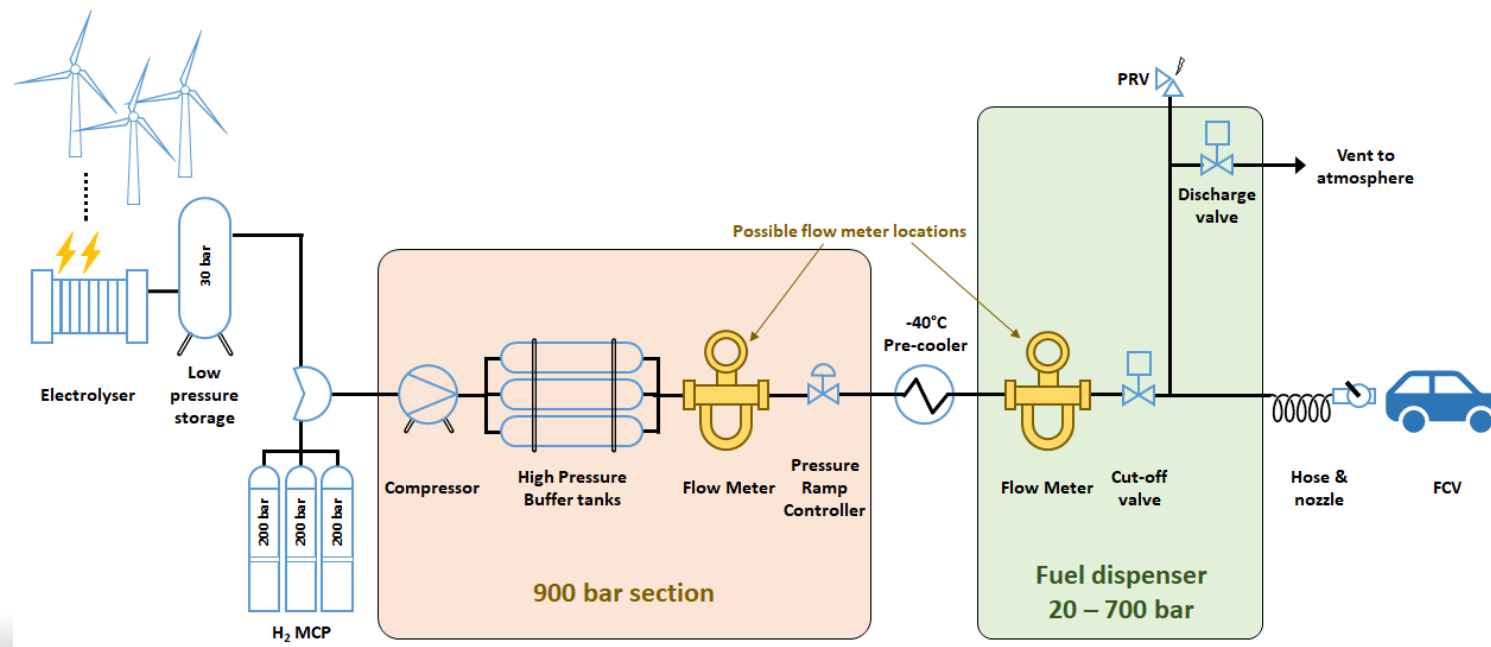 PRV
Vent to
atmosphere
Discharge
valve
Possible flow meter locations
30 bar
-40°C
Pre-cooler
Electrolyser
Low
pressure
storage
Compressor
High Pressure
Buffer tanks
Flow Meter
Pressure
Ramp
Controller
Flow Meter
Cut-off
valve
Hose &
nozzle
FCV
200 bar
200 bar
200 bar
H₂ MCP
900 bar section
Fuel dispenser
20 – 700 bar